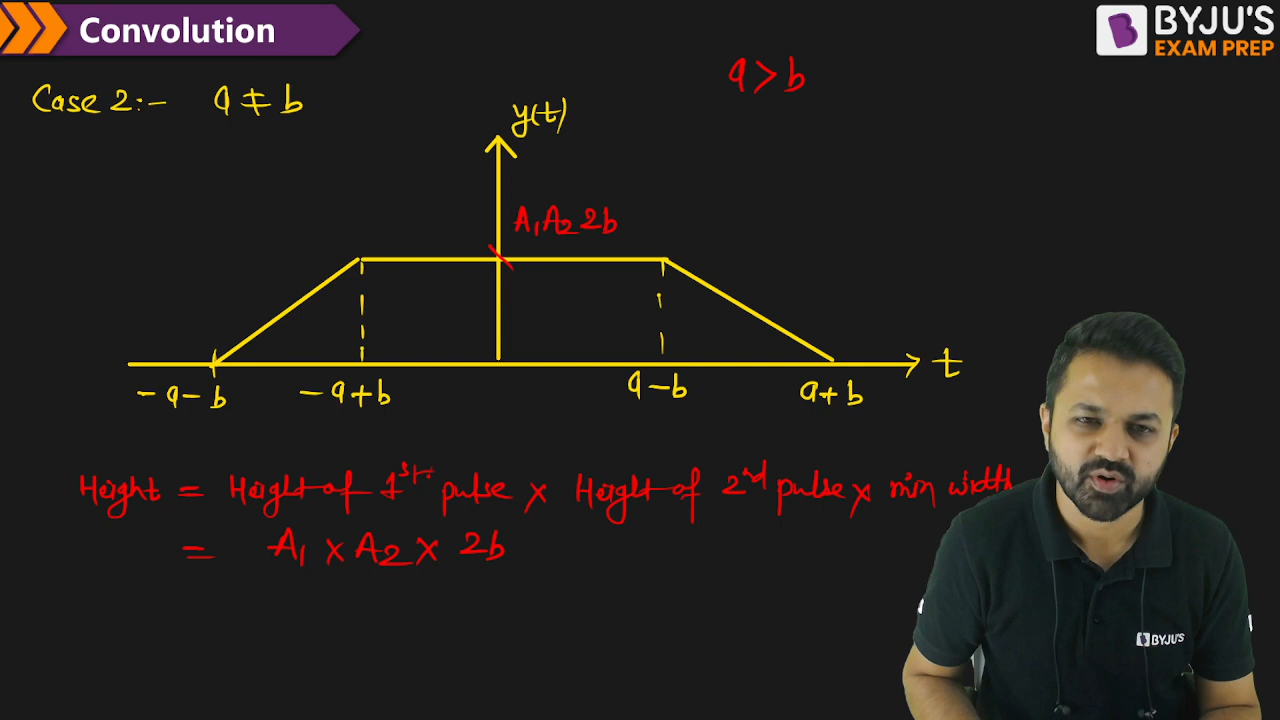 Convolution
BYJU'S
EXAM PREP
a > b
Case 2:- a ≠ b
y(t)
A₁A₂ 2b
t
-a-b -a+b a-b a+b
Height = Height of 1st pulse × Height of 2nd pulse × min width
= A₁ × A₂ × 2b
BYJU'S